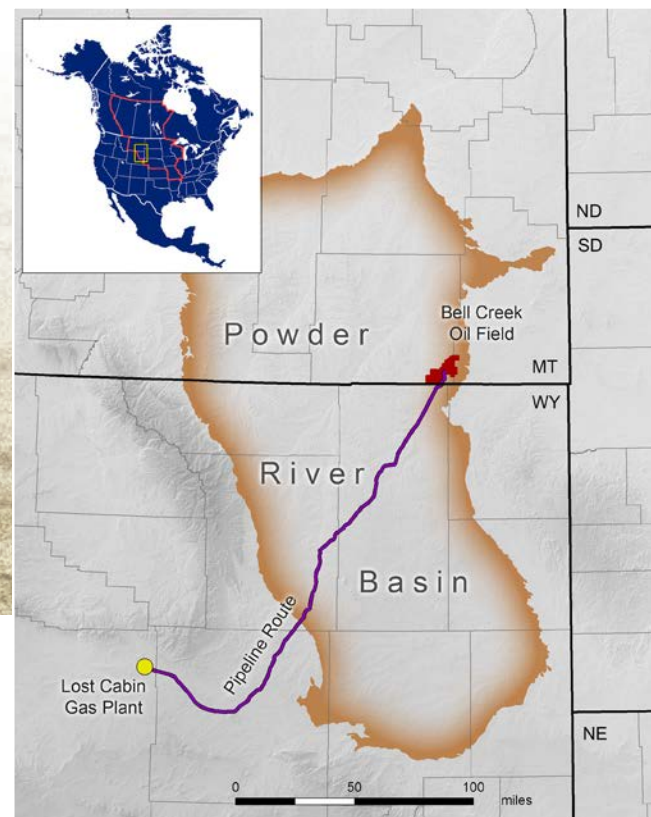 ND
SD
Bell Creek
Oil Field
Powder
MT
WY
River
Basin
Pipeline Route
Lost Cabin
Gas Plant
NE
0 50 100
miles